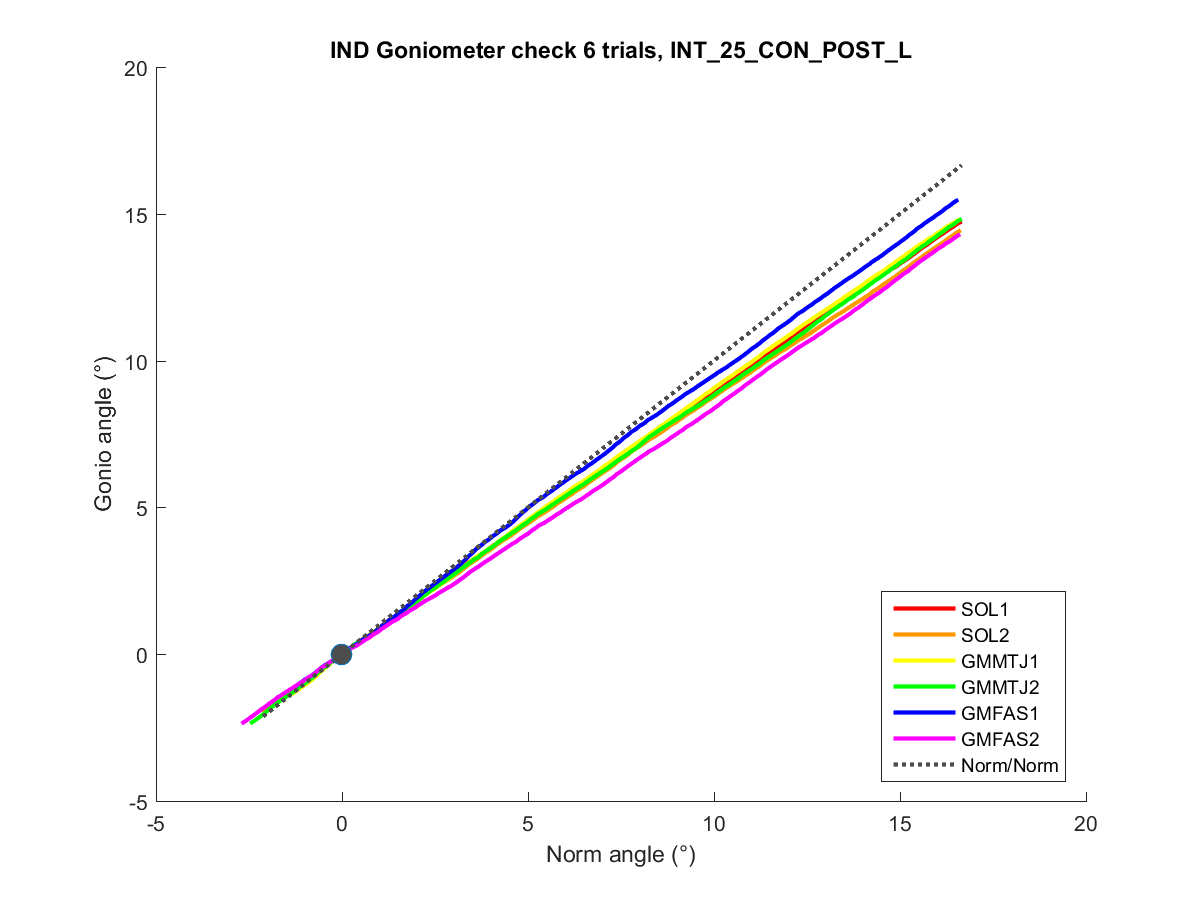 IND Goniometer check 6 trials, INT_25_CON_POST_L
20
15
10
5
0
-5
Gonio angle (°)
-5 0 5 10 15 20
Norm angle (°)
SOL1
SOL2
GMMTJ1
GMMTJ2
GMFAS1
GMFAS2
Norm/Norm